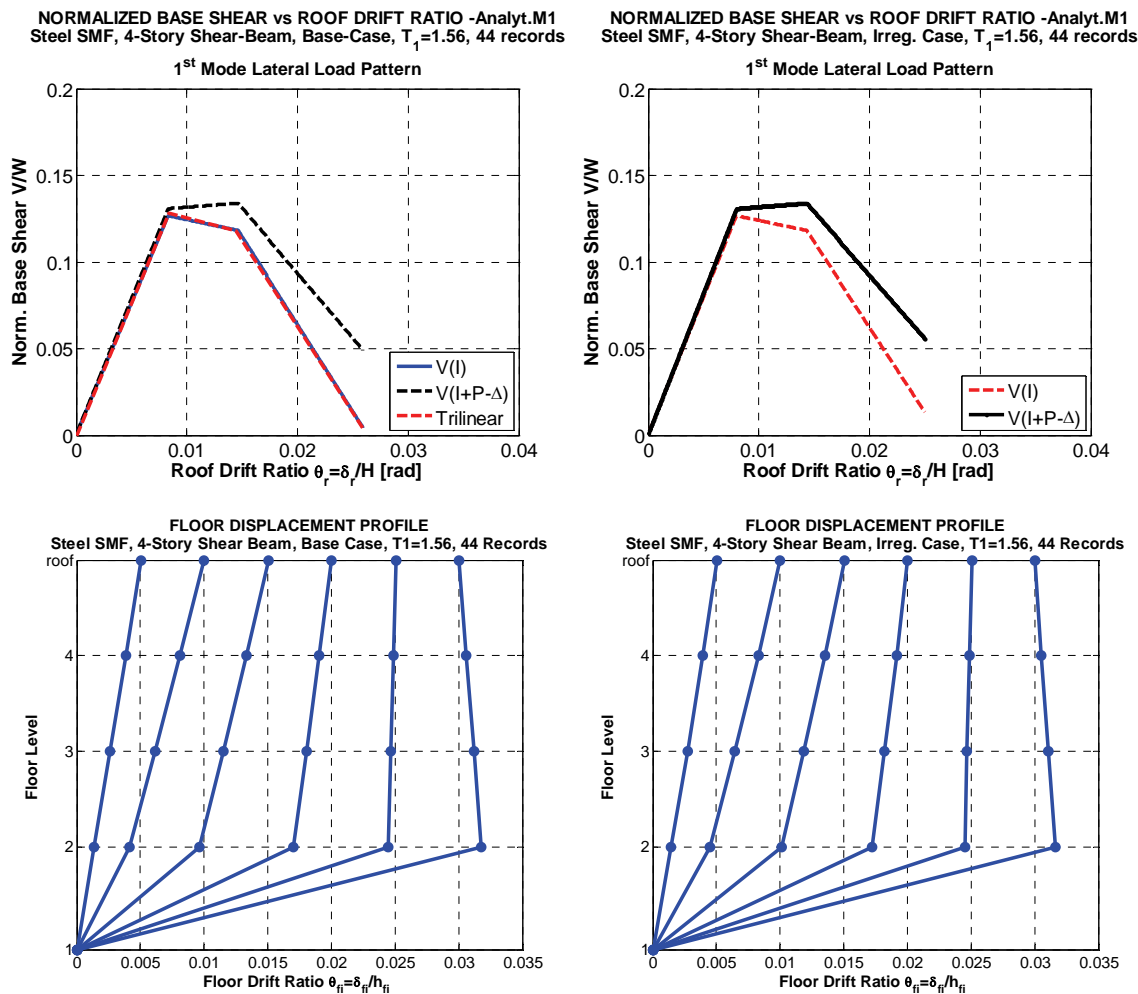 NORMALIZED BASE SHEAR vs ROOF DRIFT RATIO -Analyt.M1
Steel SMF, 4-Story Shear-Beam, Base-Case, T1=1.56, 44 records
1st Mode Lateral Load Pattern
0.2
0.15
0.1
0.05
0
Norm. Base Shear V/W
V(I)
V(I+P-Δ)
Trilinear
0 0.01 0.02 0.03 0.04
Roof Drift Ratio θr=δr/H [rad]
NORMALIZED BASE SHEAR vs ROOF DRIFT RATIO -Analyt.M1
Steel SMF, 4-Story Shear-Beam, Irreg. Case, T1=1.56, 44 records
1st Mode Lateral Load Pattern
0.2
0.15
0.1
0.05
0
Norm. Base Shear V/W
V(I)
V(I+P-Δ)
0 0.01 0.02 0.03 0.04
Roof Drift Ratio θr=δr/H [rad]
FLOOR DISPLACEMENT PROFILE
Steel SMF, 4-Story Shear Beam, Base Case, T1=1.56, 44 Records
roof
4
3
2
1
Floor Level
0 0.005 0.01 0.015 0.02 0.025 0.03 0.035
Floor Drift Ratio θfi=δfi/hfi
FLOOR DISPLACEMENT PROFILE
Steel SMF, 4-Story Shear Beam, Irreg. Case, T1=1.56, 44 Records
roof
4
3
2
1
Floor Level
0 0.005 0.01 0.015 0.02 0.025 0.03 0.035
Floor Drift Ratio θfi=δfi/hfi